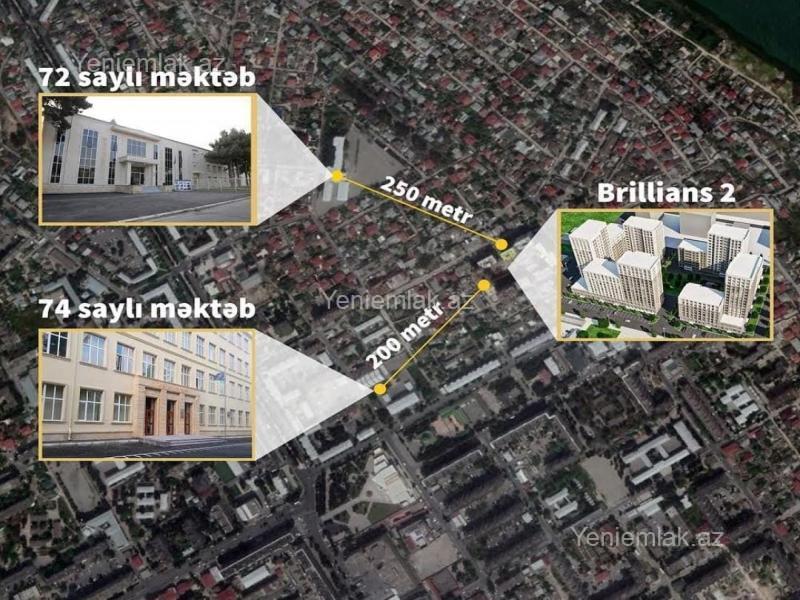 Yeniemlak.az
72 saylı məktəb
250 metr
Brillians 2
74 saylı məktəb
Yeniemlak.az
200 metr
Yeniemlak.az